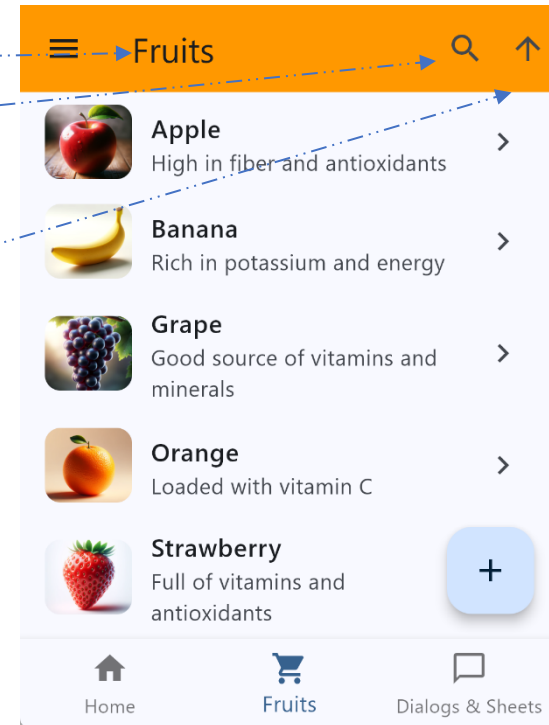 Fruits
Apple
High in fiber and antioxidants
Banana
Rich in potassium and energy
Grape
Good source of vitamins and
minerals
Orange
Loaded with vitamin C
Strawberry
Full of vitamins and
antioxidants
Home
Fruits
Dialogs & Sheets